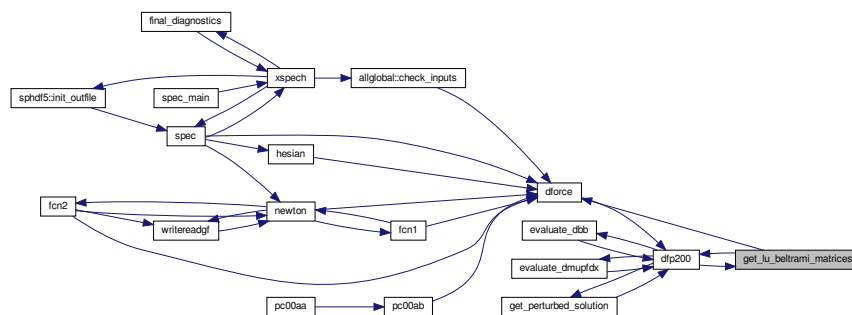 final_diagnostics
xspech
allglobal::check_inputs
sphdf5::init_outfile
spec_main
spec
hesian
dforce
fcn2
newton
writereadgf
fcn1
evaluate_dbb
dfp200
get_lu_beltrami_matrices
evaluate_dmupfdx
pc00aa
pc00ab
get_perturbed_solution